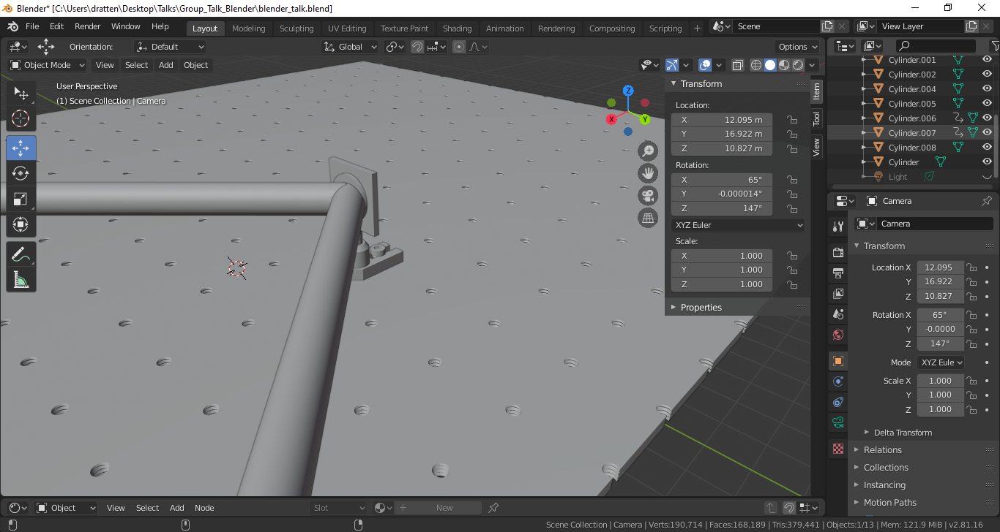 Blender* [C:\Users\dratten\Desktop\Talks\Group_Talk_Blender\blender_talk.blend]
File Edit Render Window Help Layout Modeling Sculpting UV Editing Texture Paint Shading Animation Rendering Compositing Scripting + Scene View Layer
Orientation: Default Global Options
Object Mode View Select Add Object
User Perspective
(1) Scene Collection | Camera
Z
X
Y
Transform
Location:
X 12.095 m
Y 16.922 m
Z 10.827 m
Rotation:
X 65°
Y -0.000014°
Z 147°
XYZ Euler
Scale:
X 1.000
Y 1.000
Z 1.000
Properties
Item
Tool
View
Cylinder.001
Cylinder.002
Cylinder.004
Cylinder.005
Cylinder.006
Cylinder.007
Cylinder.008
Cylinder
Light
Camera
Camera
Transform
Location X 12.095
Y 16.922
Z 10.827
Rotation X 65°
Y -0.0000
Z 147°
Mode XYZ Eule
Scale X 1.000
Y 1.000
Z 1.000
Delta Transform
Relations
Collections
Instancing
Motion Paths
Object View Select Add Node Slot + New
Scene Collection | Camera | Verts:190,714 | Faces:168,189 | Tris:379,441 | Objects:1/13 | Mem: 121.9 MiB | v2.81.16